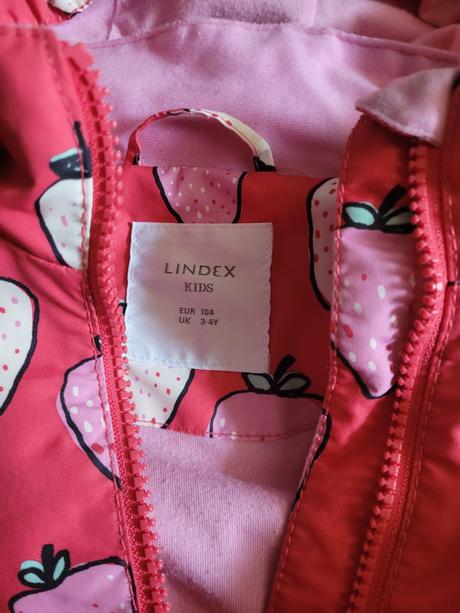 LINDEX
KIDS
EUR 104
UK 3-4Y